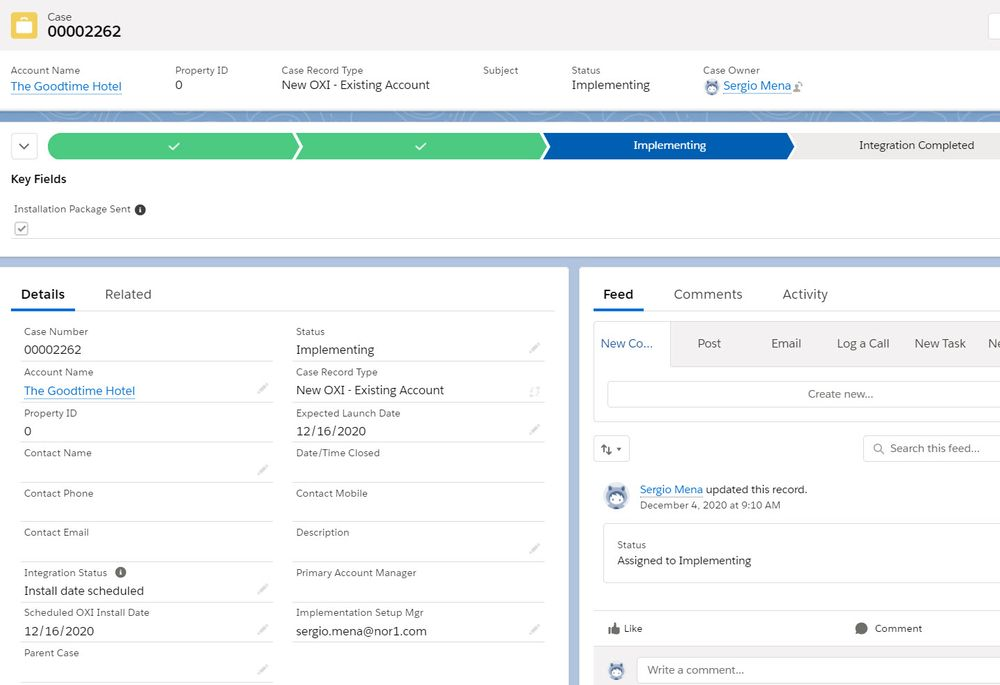 Case
00002262
Account Name Property ID Case Record Type Subject Status Case Owner
The Goodtime Hotel 0 New OXI - Existing Account Implementing Sergio Mena
Implementing Integration Completed
Key Fields
Installation Package Sent
Details Related
Case Number Status
00002262 Implementing
Account Name Case Record Type
The Goodtime Hotel New OXI - Existing Account
Property ID Expected Launch Date
0 12/16/2020
Contact Name Date/Time Closed
Contact Phone Contact Mobile
Contact Email Description
Integration Status Primary Account Manager
Install date scheduled
Scheduled OXI Install Date Implementation Setup Mgr
12/16/2020 sergio.mena@nor1.com
Parent Case
Feed Comments Activity
New Co... Post Email Log a Call New Task
Create new...
Search this feed...
Sergio Mena updated this record.
December 4, 2020 at 9:10 AM
Status
Assigned to Implementing
Like Comment
Write a comment...